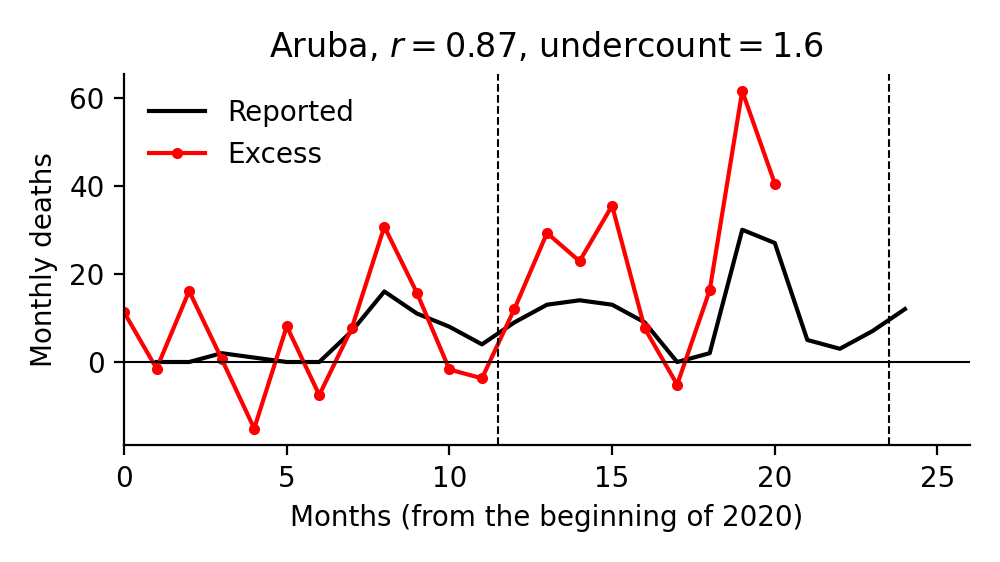 Aruba, r = 0.87, undercount = 1.6
Reported
Excess
Monthly deaths
60
40
20
0
0 5 10 15 20 25
Months (from the beginning of 2020)